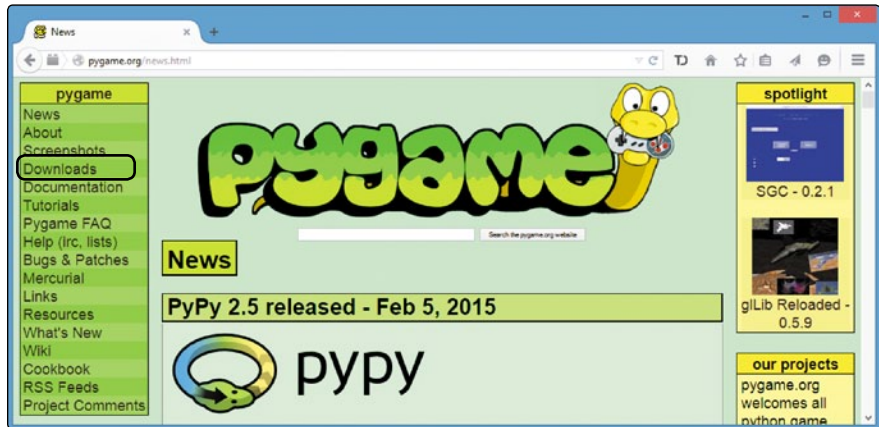 News
pygame.org/news.html
pygame
News
About
Screenshots
Downloads
Documentation
Tutorials
Pygame FAQ
Help (irc, lists)
Bugs & Patches
Mercurial
Links
Resources
What's New
Wiki
Cookbook
RSS Feeds
Project Comments
pygame
Search the pygame.org website
News
PyPy 2.5 released - Feb 5, 2015
pypy
spotlight
SGC - 0.2.1
glLib Reloaded -
0.5.9
our projects
pygame.org
welcomes all
python game